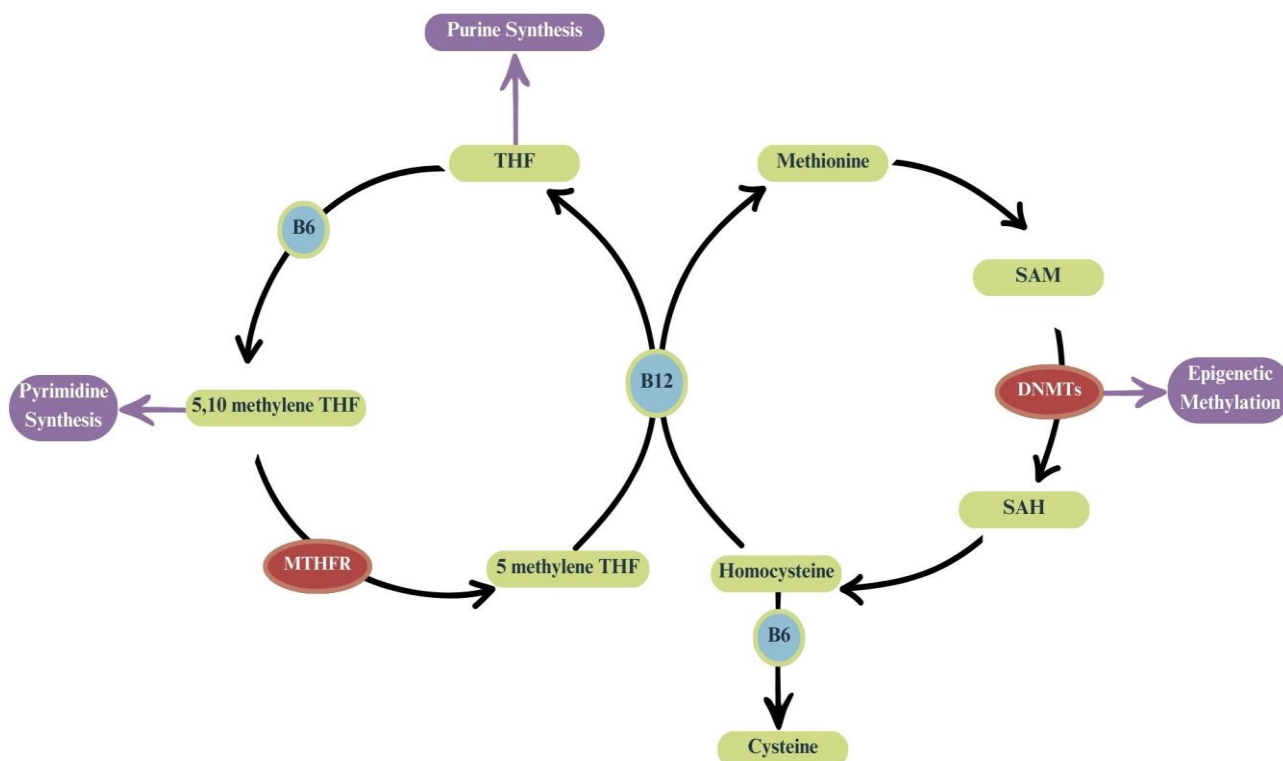 Purine Synthesis
THF
Methionine
B6
SAM
B12
Pyrimidine
Synthesis
5,10 methylene THF
DNMTs
Epigenetic
Methylation
SAH
MTHFR
5 methylene THF
Homocysteine
B6
Cysteine